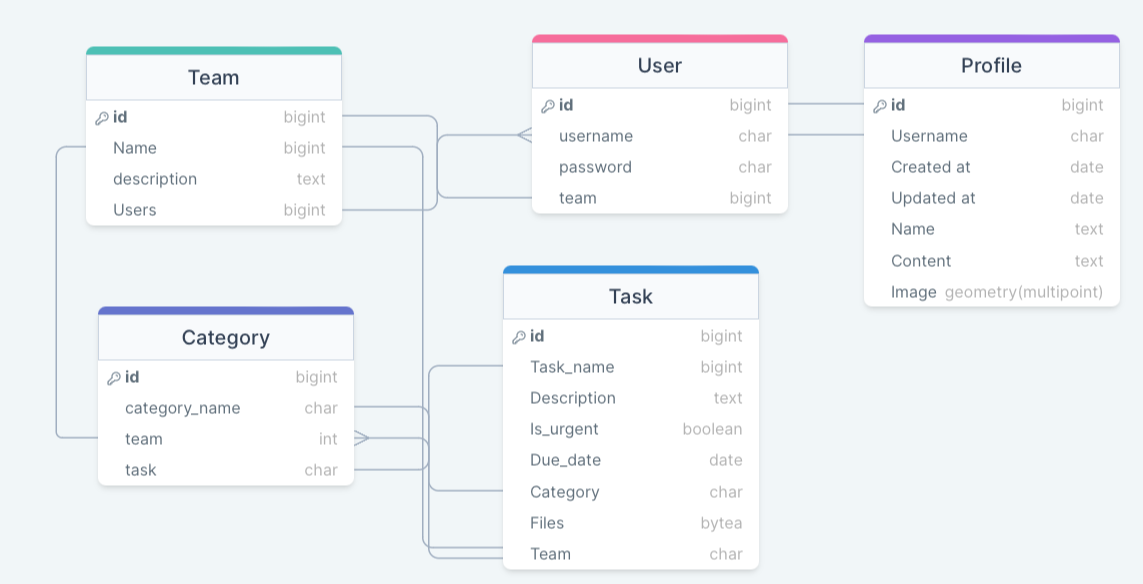 Team
id bigint
Name bigint
description text
Users bigint
User
id bigint
username char
password char
team bigint
Profile
id bigint
Username char
Created at date
Updated at date
Name text
Content text
Image geometry(multipoint)
Category
id bigint
category_name char
team int
task char
Task
id bigint
Task_name bigint
Description text
Is_urgent boolean
Due_date date
Category char
Files bytea
Team char